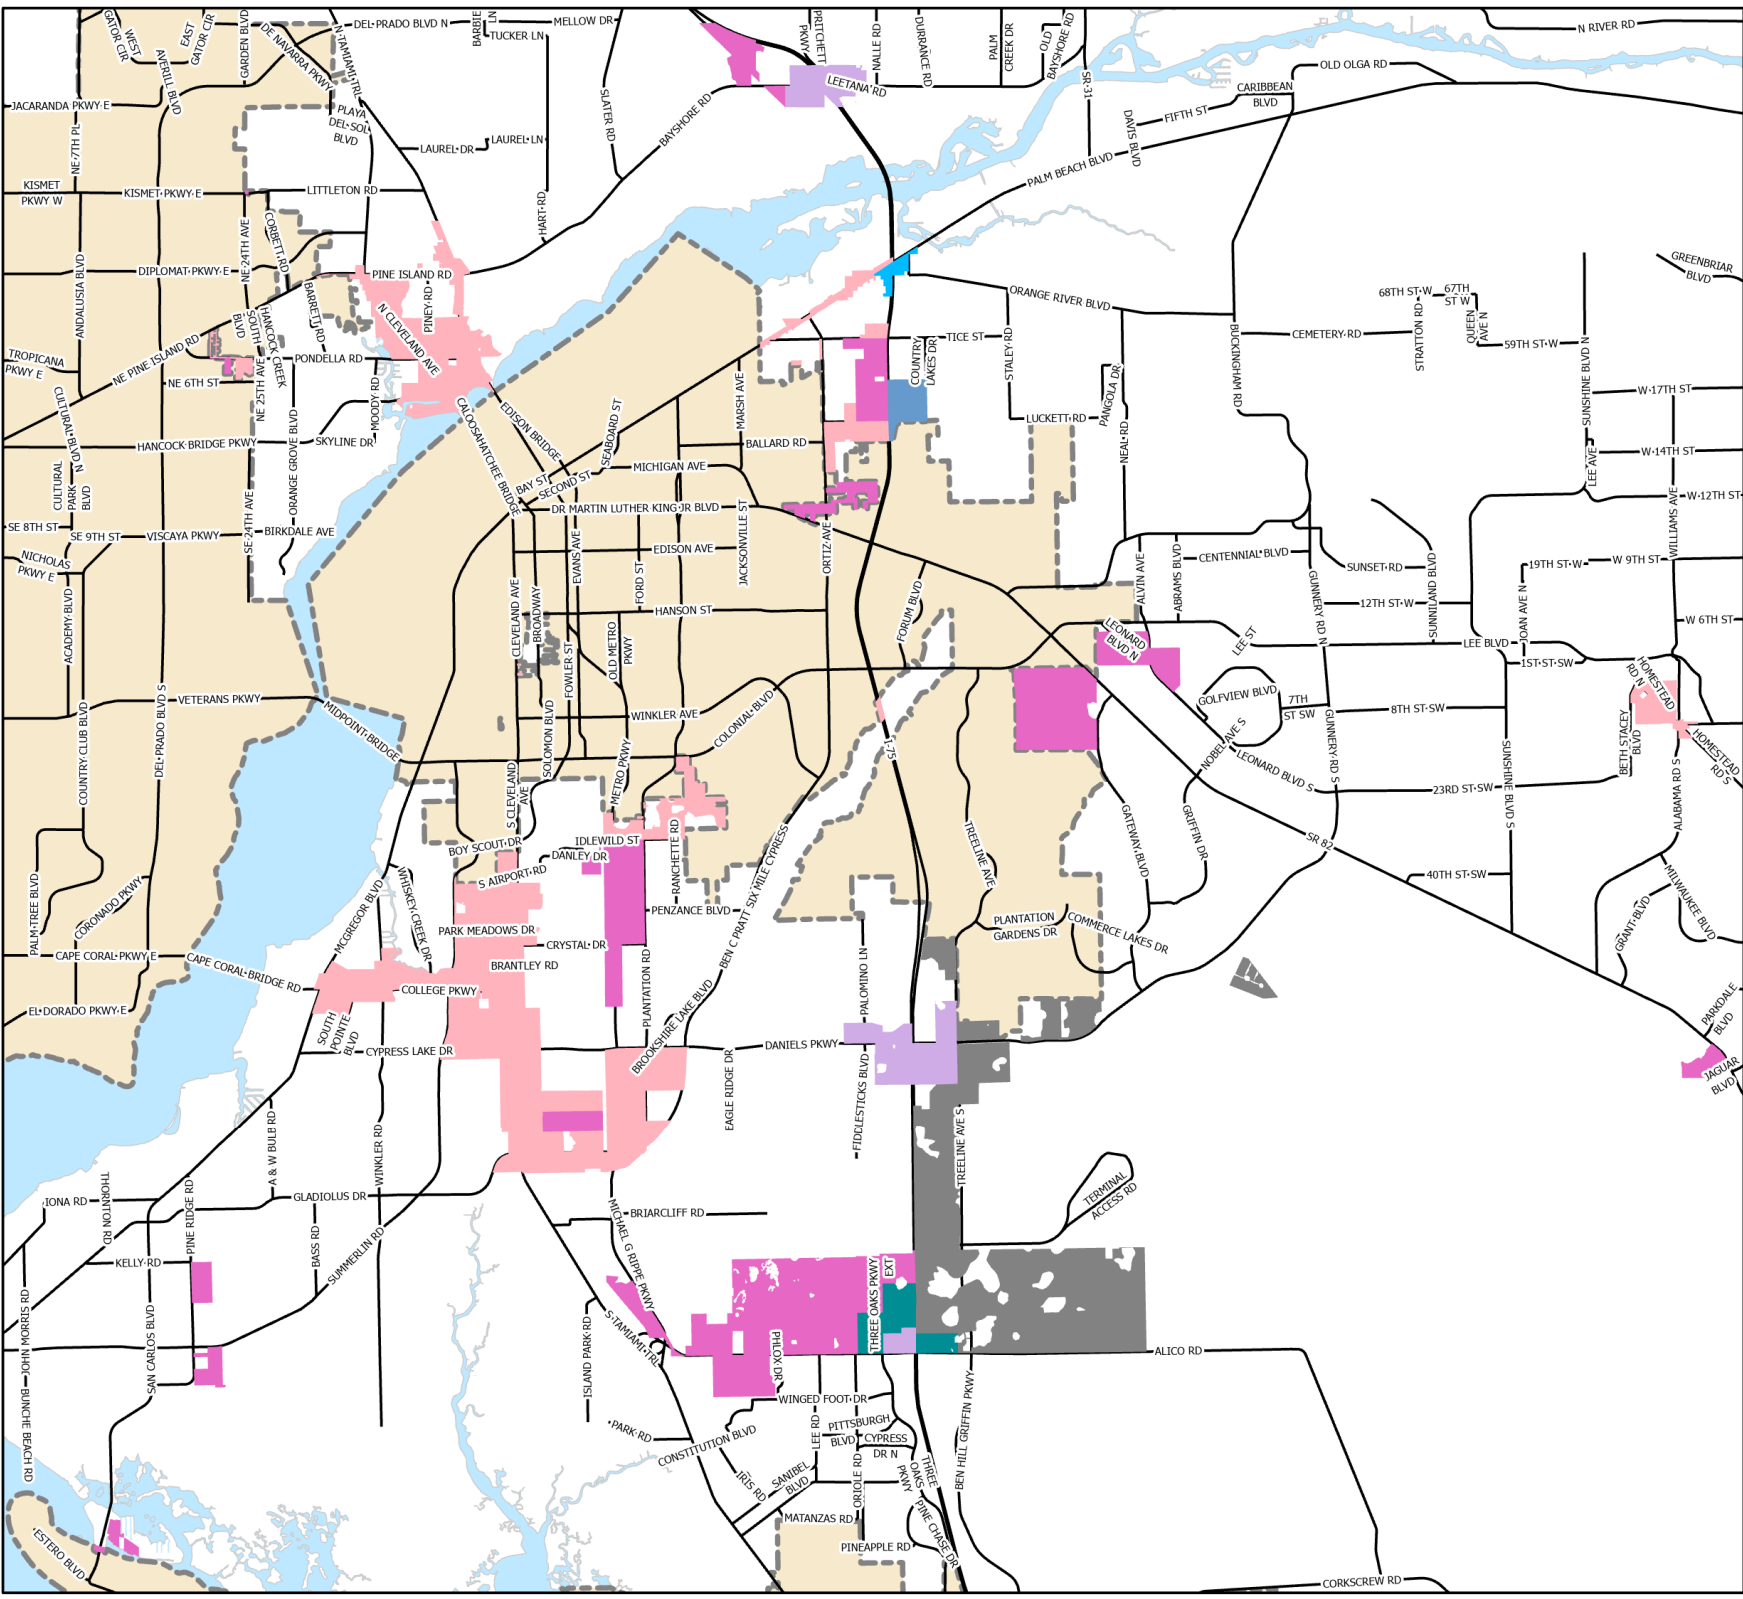 DEL PRADO BLVD N
BARBIE
LN
MELLOW DR
TUCKER LN
WEST
GATOR CIR
EAST
GATOR CIR
GARDEN BLVD
DE NAVARRA PKWY
N TAMIAMI TRL
AVERILL BLVD
PRITCHETT
PKWY
NALLE RD
DURRANCE RD
PALM
CREEK DR
OLD
BAYSHORE RD
N RIVER RD
OLD OLGA RD
JACARANDA PKWY E
PLAYA
DEL SOL
BLVD
SLATER RD
BAYSHORE RD
LEETANA RD
SR 31
CARIBBEAN
BLVD
FIFTH ST
DAVIS BLVD
NE 7TH PL
LAUREL DR
LAUREL LN
PALM BEACH BLVD
KISMET
PKWY W
KISMET PKWY E
LITTLETON RD
HART RD
NE 24TH AVE
CORBETT RD
ANDALUSIA BLVD
DIPLOMAT PKWY E
PINE ISLAND RD
GREENBRIAR
BLVD
BARRETT RD
PINEY RD
N CLEVELAND AVE
ORANGE RIVER BLVD
68TH ST W
67TH
ST W
HANCOCK CREEK
SOUTH
BLVD
NE PINE ISLAND RD
TROPICANA
PKWY E
PONDELLA RD
TICE ST
STALEY RD
COUNTRY
LAKES DR
BUCKINGHAM RD
CEMETERY RD
STRATTON RD
QUEEN
AVE N
59TH ST W
SUNSHINE BLVD N
NE 6TH ST
NE 25TH AVE
MOODY RD
CULTURAL BLVD N
MARSH AVE
PANGOLA DR
W 17TH ST
CALOOSAHATCHEE BRIDGE
EDISON BRIDGE
SEABOARD ST
LUCKETT RD
NEAL RD
HANCOCK BRIDGE PKWY
SKYLINE DR
ORANGE GROVE BLVD
BALLARD RD
W 14TH ST
LEE AVE
CULTURAL
PARK
BLVD
BAY ST
SECOND ST
MICHIGAN AVE
W 12TH ST
WILLIAMS AVE
DR MARTIN LUTHER KING JR BLVD
SE 8TH ST
SE 9TH ST
VISCAYA PKWY
SE 24TH AVE
BIRKDALE AVE
EVANS AVE
EDISON AVE
JACKSONVILLE ST
ORTIZ AVE
CENTENNIAL BLVD
SUNSET RD
19TH ST W
W 9TH ST
NICHOLAS
PKWY E
FORD ST
ALVIN AVE
ABRAMS BLVD
ACADEMY BLVD
CLEVELAND AVE
BROADWAY
HANSON ST
FORUM BLVD
GUNNERY RD N
12TH ST W
SUNNILAND BLVD
JOAN AVE N
W 6TH ST
LEONARD
BLVD N
LEE ST
LEE BLVD
1ST ST SW
OLD METRO
PKWY
FOWLER ST
HOMESTEAD
RD N
VETERANS PKWY
MIDPOINT BRIDGE
SOLOMON BLVD
WINKLER AVE
COLONIAL BLVD
GOLFVIEW BLVD
7TH
ST SW
8TH ST SW
COUNTRY CLUB BLVD
DEL PRADO BLVD S
METRO PKWY
I-75
NOBEL AVE S
LEONARD BLVD S
GUNNERY RD S
SUNSHINE BLVD S
BETH STACEY
BLVD
HOMESTEAD
RD S
S CLEVELAND
AVE
23RD ST SW
ALABAMA RD S
BOY SCOUT DR
IDLEWILD ST
DANLEY DR
RANCHETTE RD
BEN C PRATT SIX MILE CYPRESS
TREELINE AVE
GATEWAY BLVD
GRIFFIN DR
SR 82
S AIRPORT RD
40TH ST SW
PALM TREE BLVD
CORONADO PKWY
MCGREGOR BLVD
WHISKEY CREEK DR
PENZANCE BLVD
PLANTATION
GARDENS DR
COMMERCE LAKES DR
MILWAUKEE BLVD
GRANT BLVD
PARK MEADOWS DR
CRYSTAL DR
CAPE CORAL PKWY E
CAPE CORAL BRIDGE RD
BRANTLEY RD
COLLEGE PKWY
PLANTATION RD
PALOMINO LN
EL DORADO PKWY E
BROOKSHIRE LAKE BLVD
PARKDALE
BLVD
SOUTH
POINTE
BLVD
CYPRESS LAKE DR
DANIELS PKWY
JAGUAR
BLVD
EAGLE RIDGE DR
FIDDLESTICKS BLVD
TREELINE AVE S
A & W BULB RD
WINKLER RD
IONA RD
THORNTON RD
PINE RIDGE RD
GLADIOLUS DR
TERMINAL
ACCESS RD
BRIARCLIFF RD
MICHAEL G RIPPE PKWY
KELLY RD
BASS RD
SUMMERLIN RD
THREE OAKS PKWY
EXT
JOHN MORRIS RD
SAN CARLOS BLVD
ISLAND PARK RD
S TAMIAMI TRL
PHLOX DR
ALICO RD
BUNCHE BEACH RD
WINGED FOOT DR
PARK RD
CONSTITUTION BLVD
LEE RD
PITTSBURGH
BLVD
CYPRESS
DR N
BEN HILL GRIFFIN PKWY
IRIS RD
SANIBEL
BLVD
ORIOLE RD
THREE
OAKS
PKWY
MATANZAS RD
PINE CHASE DR
PINEAPPLE RD
ESTERO BLVD
CORKSCREW RD